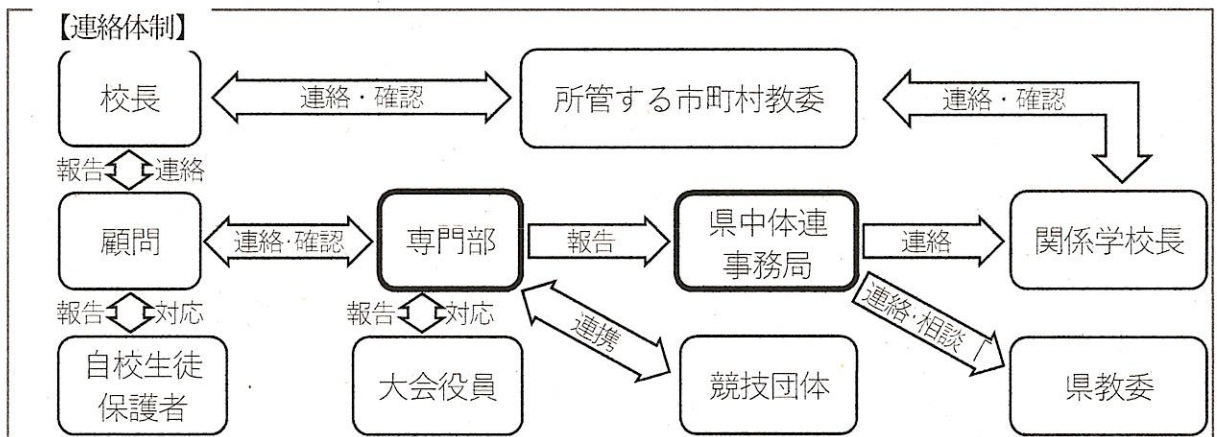 【連絡体制】
校長
連絡・確認
所管する市町村教委
連絡・確認
報告
連絡
顧問
連絡・確認
専門部
報告
県中体連
事務局
連絡
関係学校長
報告
対応
報告
対応
連携
連絡・相談
自校生徒
保護者
大会役員
競技団体
県教委